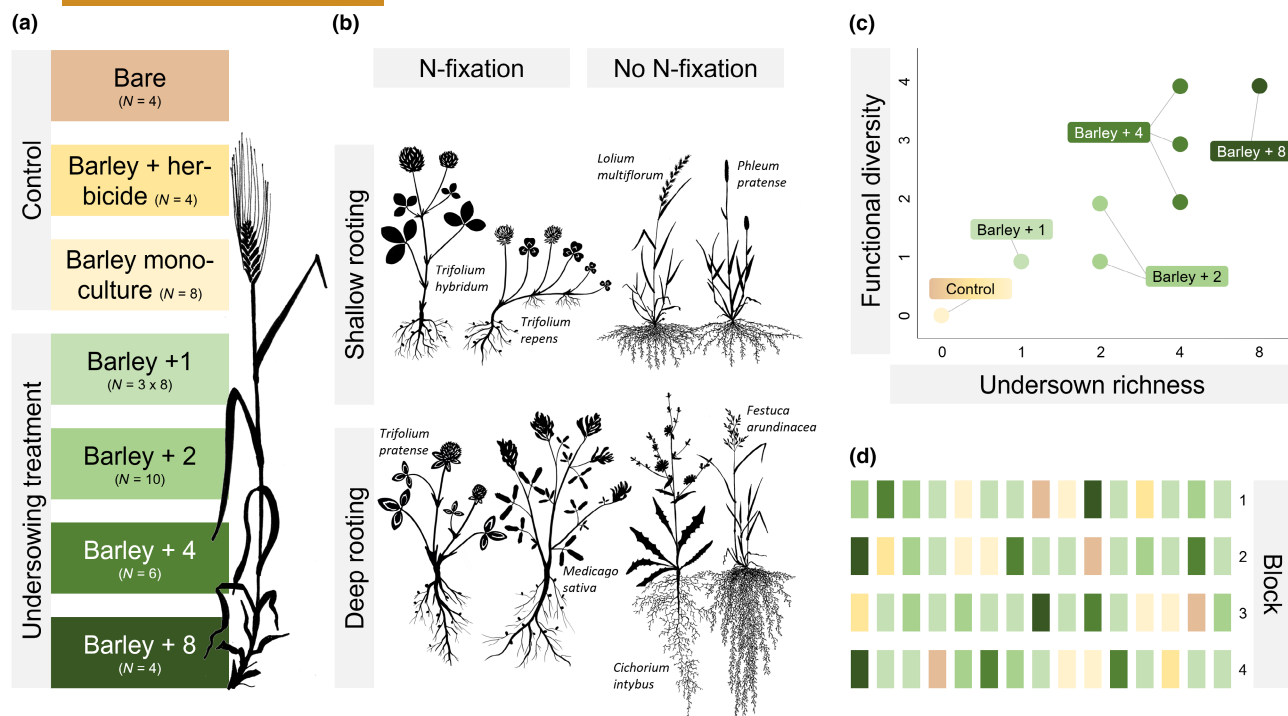 (a)
Control
Bare
(N = 4)
Barley + her-
bicide (N = 4)
Barley mono-
culture (N = 8)
Undersowing treatment
Barley +1
(N = 3 x 8)
Barley + 2
(N = 10)
Barley + 4
(N = 6)
Barley + 8
(N = 4)
(b)
N-fixation
No N-fixation
Shallow rooting
Trifolium
hybridum
Trifolium
repens
Lolium
multiflorum
Phleum
pratense
Deep rooting
Trifolium
pratense
Medicago
sativa
Cichorium
intybus
Festuca
arundinacea
(c)
Functional diversity
4
3
2
1
0
Barley + 4
Barley + 8
Barley + 1
Barley + 2
Control
0
1
2
4
8
Undersown richness
(d)
1
2
3
4
Block